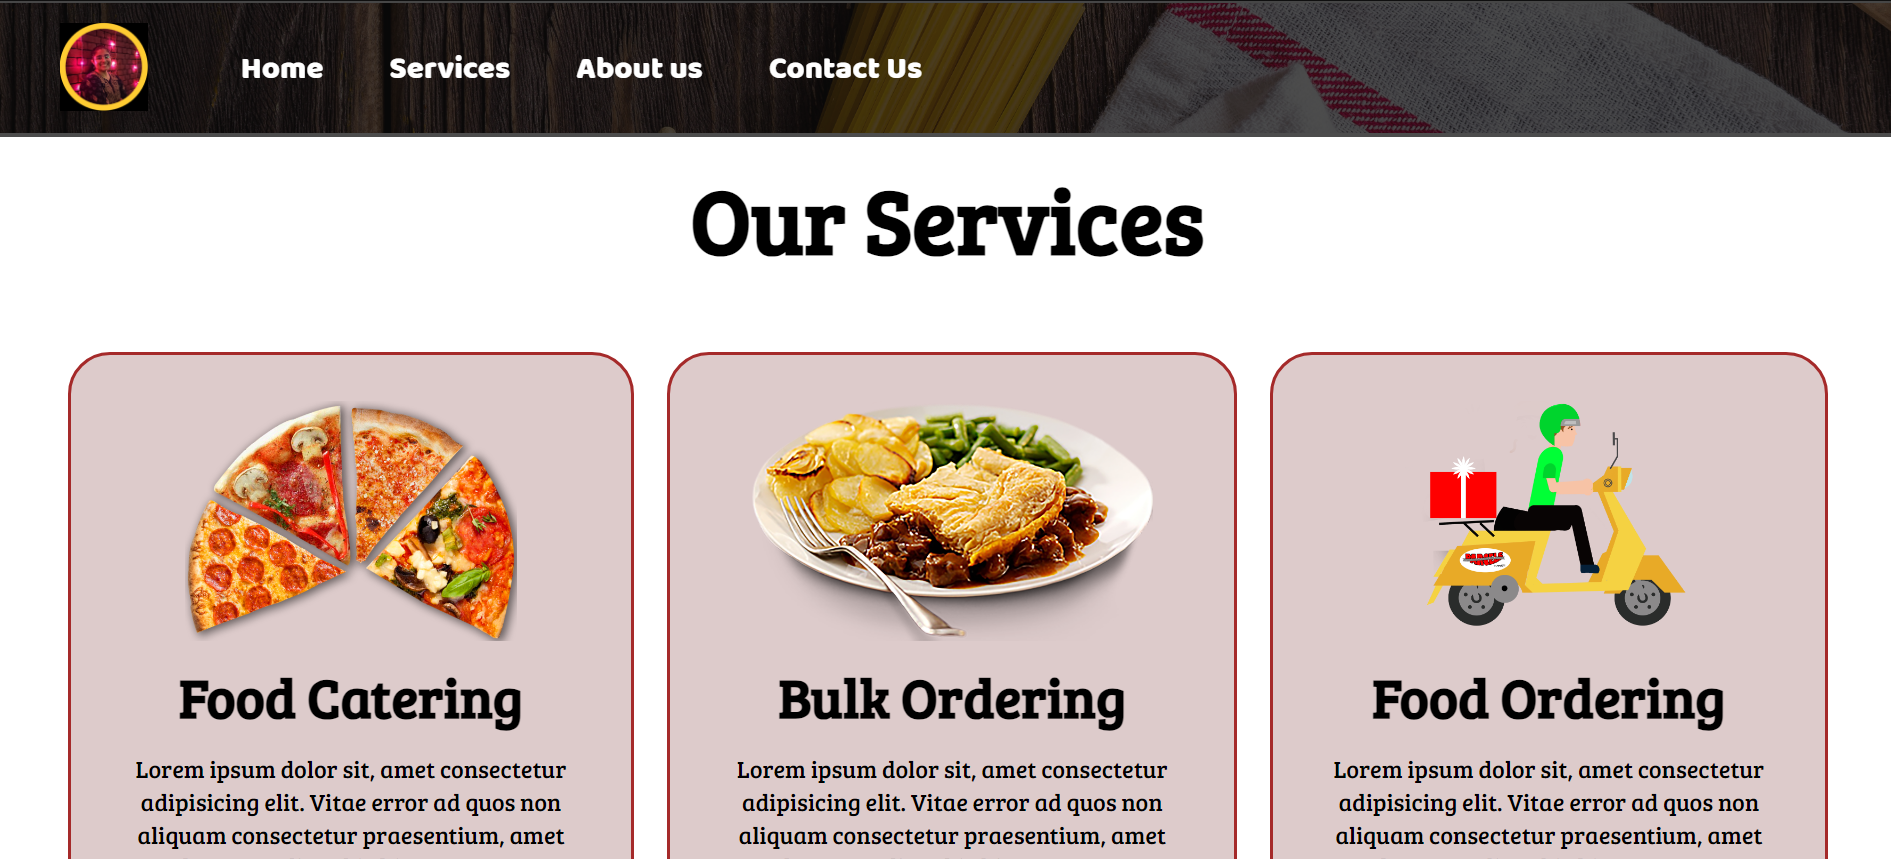 Home Services About us Contact Us
Our Services
Food Catering
Lorem ipsum dolor sit, amet consectetur
adipisicing elit. Vitae error ad quos non
aliquam consectetur praesentium, amet
Bulk Ordering
Lorem ipsum dolor sit, amet consectetur
adipisicing elit. Vitae error ad quos non
aliquam consectetur praesentium, amet
Food Ordering
Lorem ipsum dolor sit, amet consectetur
adipisicing elit. Vitae error ad quos non
aliquam consectetur praesentium, amet